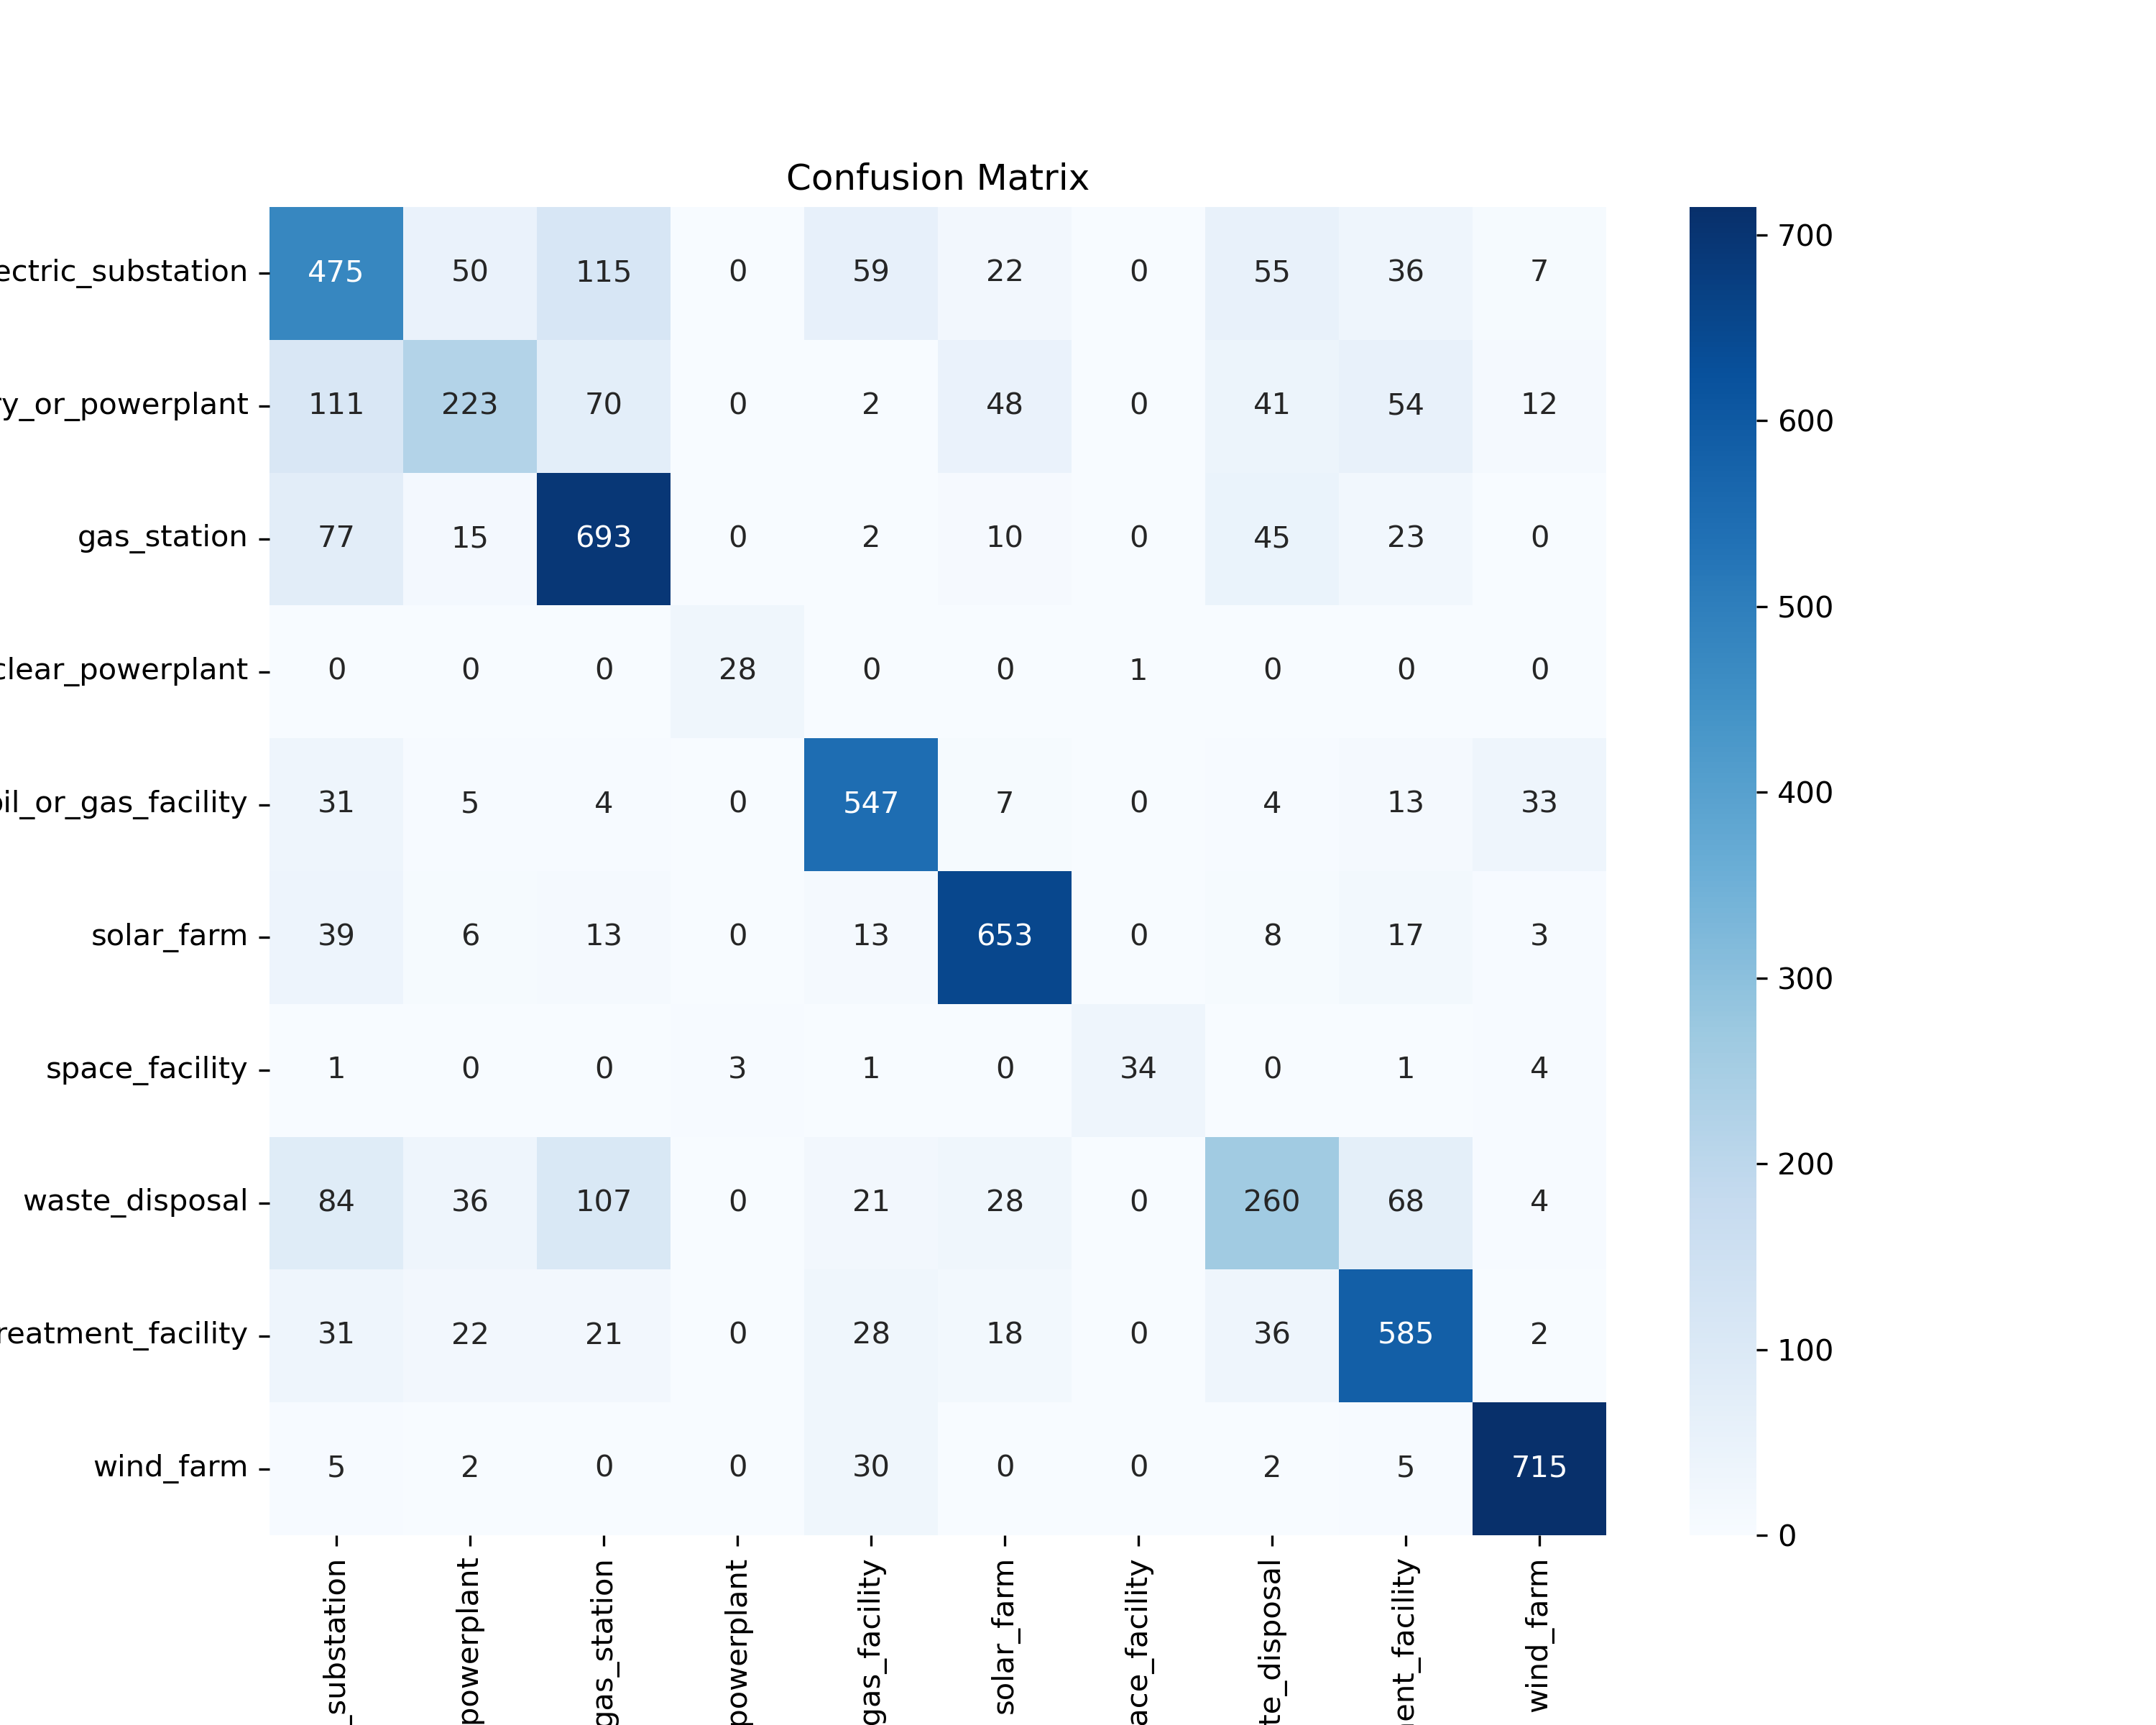 Confusion Matrix
ectric_substation 475 50 115 0 59 22 0 55 36 7
y_or_powerplant 111 223 70 0 2 48 0 41 54 12
gas_station 77 15 693 0 2 10 0 45 23 0
clear_powerplant 0 0 0 28 0 0 1 0 0 0
oil_or_gas_facility 31 5 4 0 547 7 0 4 13 33
solar_farm 39 6 13 0 13 653 0 8 17 3
space_facility 1 0 0 3 1 0 34 0 1 4
waste_disposal 84 36 107 0 21 28 0 260 68 4
reatment_facility 31 22 21 0 28 18 0 36 585 2
wind_farm 5 2 0 0 30 0 0 2 5 715
_substation
powerplant
gas_station
powerplant
gas_facility
solar_farm
ace_facility
te_disposal
ent_facility
wind_farm
700
600
500
400
300
200
100
0